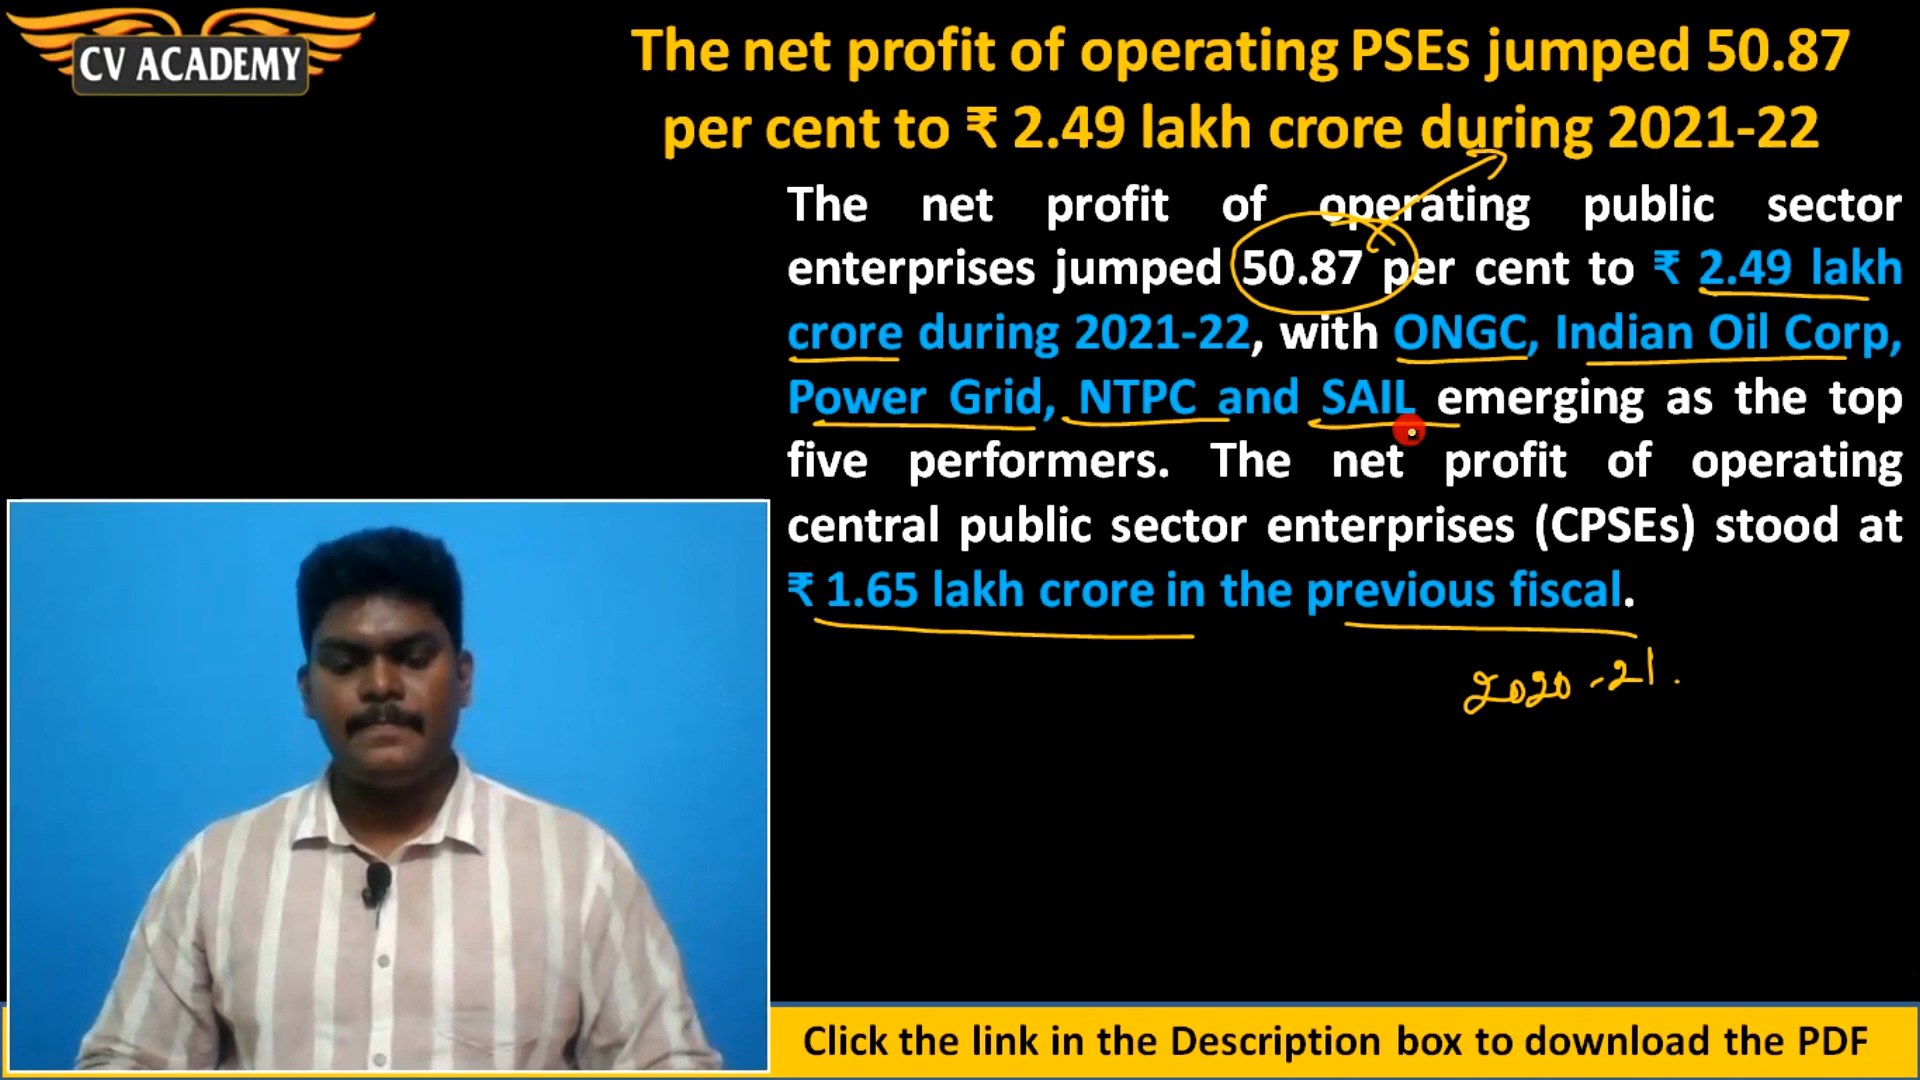 CV ACADEMY
The net profit of operating PSEs jumped 50.87
per cent to ₹ 2.49 lakh crore during 2021-22
The net profit of operating public sector
enterprises jumped 50.87 per cent to ₹ 2.49 lakh
crore during 2021-22, with ONGC, Indian Oil Corp,
Power Grid, NTPC and SAIL emerging as the top
five performers. The net profit of operating
central public sector enterprises (CPSEs) stood at
₹ 1.65 lakh crore in the previous fiscal.
2020-21.
Click the link in the Description box to download the PDF